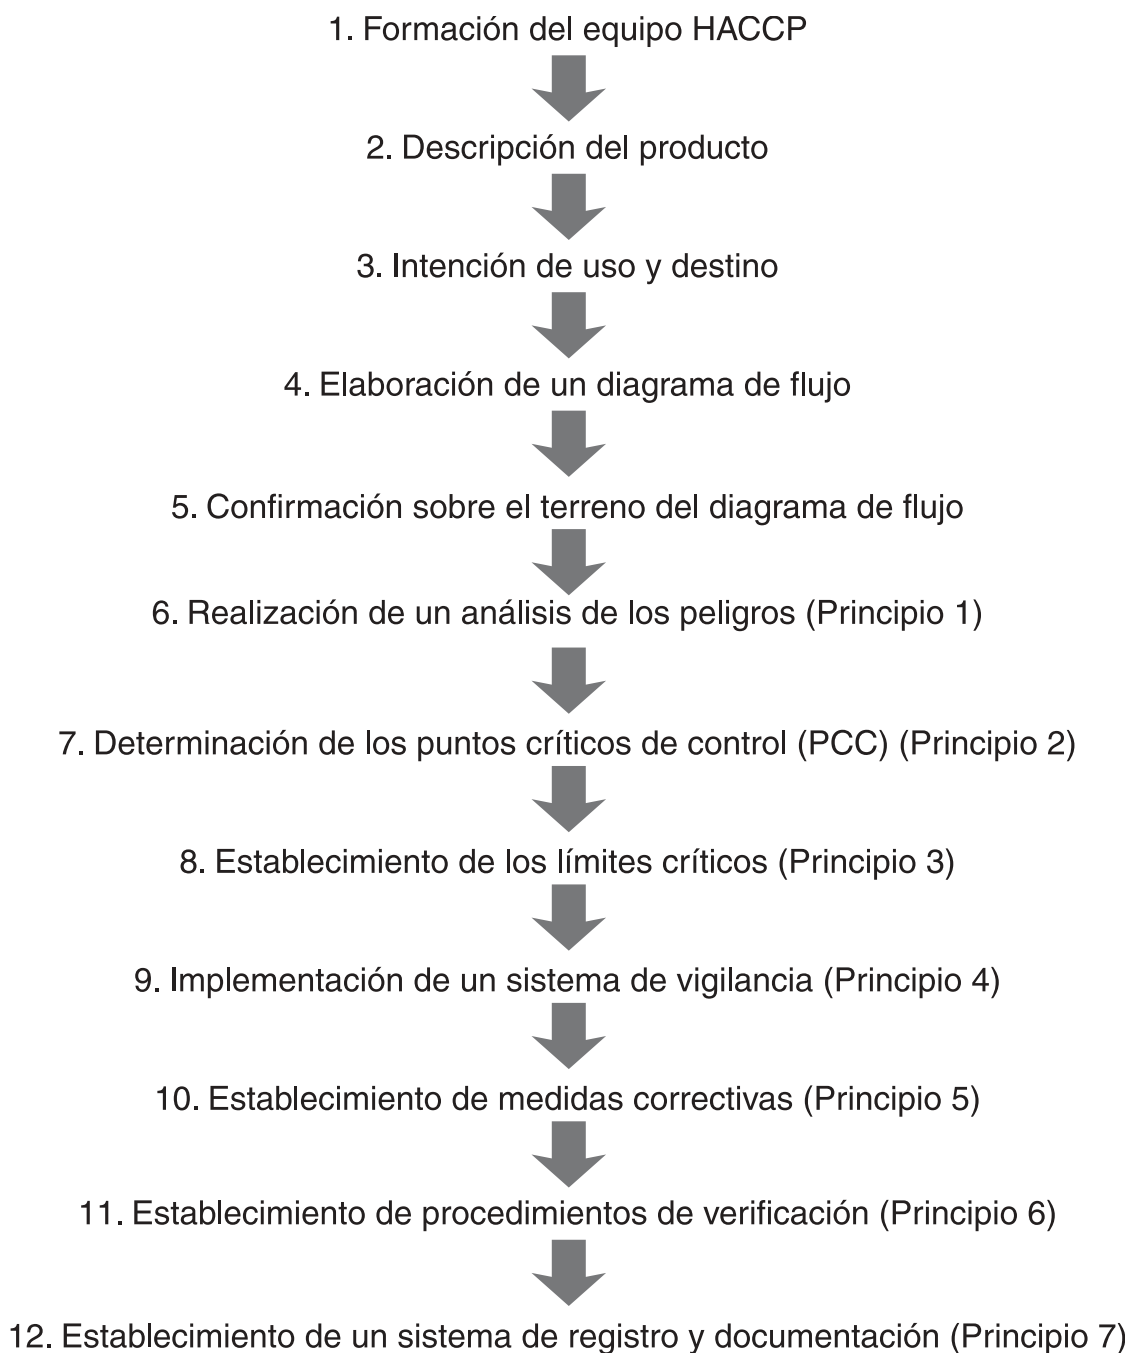 1. Formación del equipo HACCP
2. Descripción del producto
3. Intención de uso y destino
4. Elaboración de un diagrama de flujo
5. Confirmación sobre el terreno del diagrama de flujo
6. Realización de un análisis de los peligros (Principio 1)
7. Determinación de los puntos críticos de control (PCC) (Principio 2)
8. Establecimiento de los límites críticos (Principio 3)
9. Implementación de un sistema de vigilancia (Principio 4)
10. Establecimiento de medidas correctivas (Principio 5)
11. Establecimiento de procedimientos de verificación (Principio 6)
12. Establecimiento de un sistema de registro y documentación (Principio 7)